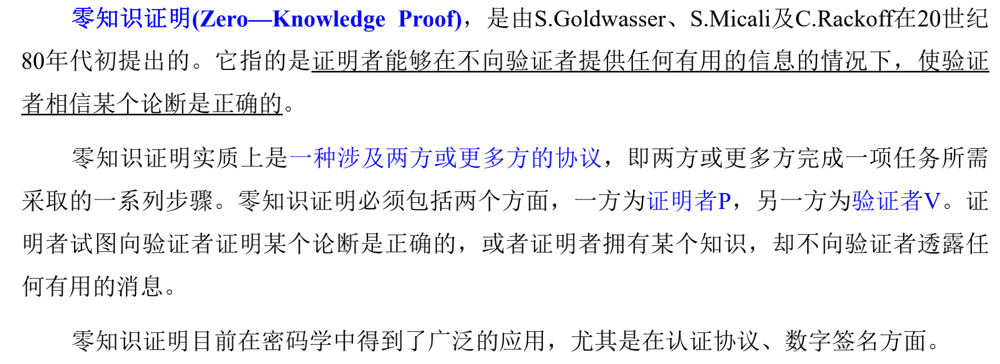 零知识证明(Zero—Knowledge Proof)，是由S.Goldwasser、S.Micali及C.Rackoff在20世纪
80年代初提出的。它指的是证明者能够在不向验证者提供任何有用的信息的情况下，使验证
者相信某个论断是正确的。
零知识证明实质上是一种涉及两方或更多方的协议，即两方或更多方完成一项任务所需
采取的一系列步骤。零知识证明必须包括两个方面，一方为证明者P，另一方为验证者V。证
明者试图向验证者证明某个论断是正确的，或者证明者拥有某个知识，却不向验证者透露任
何有用的消息。
零知识证明目前在密码学中得到了广泛的应用，尤其是在认证协议、数字签名方面。